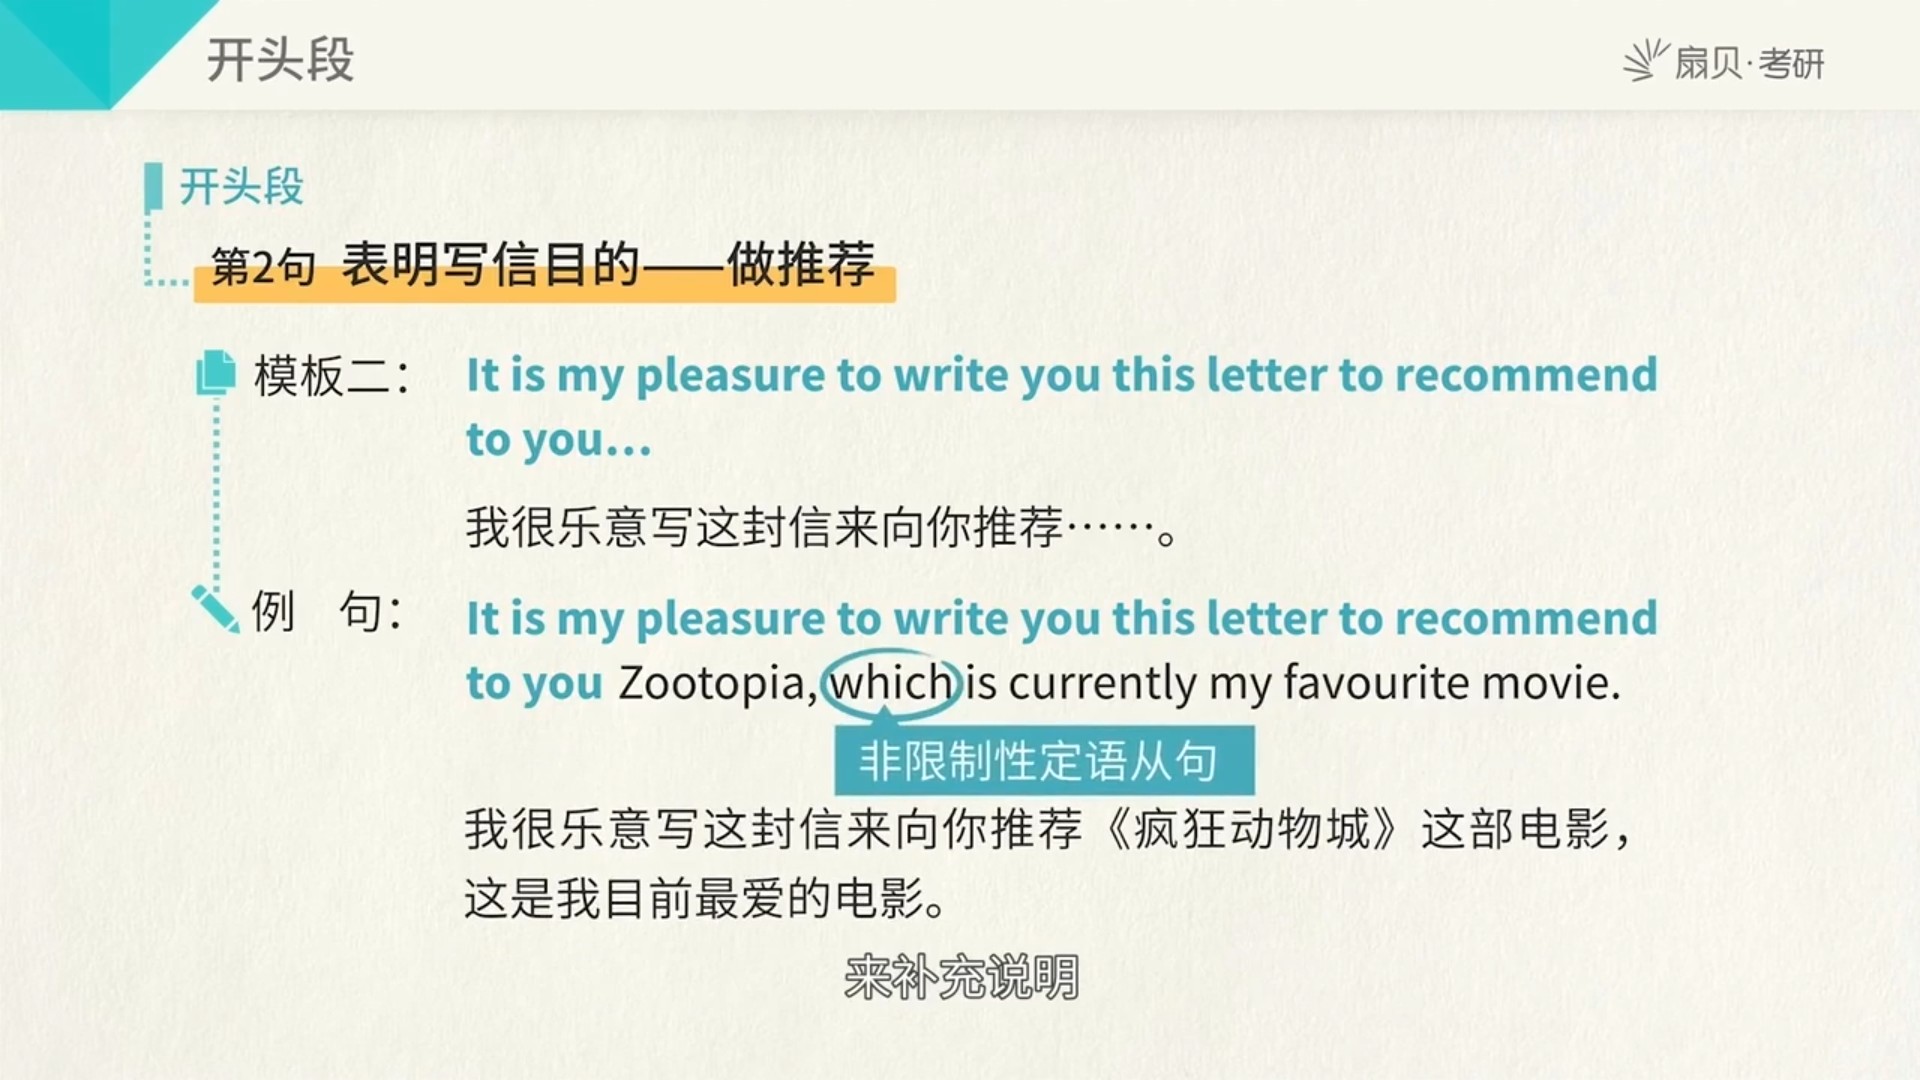 开头段
扇贝·考研
开头段
第2句 表明写信目的——做推荐
模板二：
It is my pleasure to write you this letter to recommend
to you...
我很乐意写这封信来向你推荐……。
例 句：
It is my pleasure to write you this letter to recommend
to you Zootopia, which is currently my favourite movie.
非限制性定语从句
我很乐意写这封信来向你推荐《疯狂动物城》这部电影，
这是我目前最爱的电影。
来补充说明